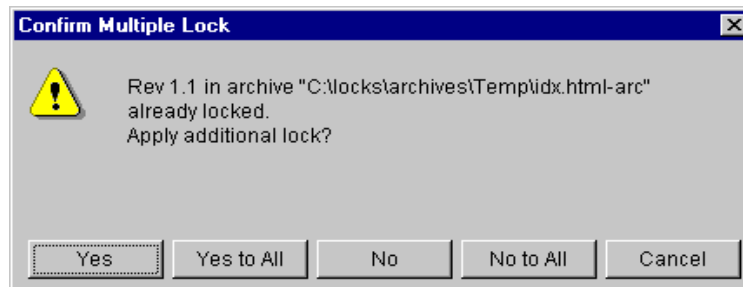 Confirm Multiple Lock
Rev 1.1 in archive "C:\locks\archives\Temp\idx.html-arc"
already locked.
Apply additional lock?
Yes
Yes to All
No
No to All
Cancel